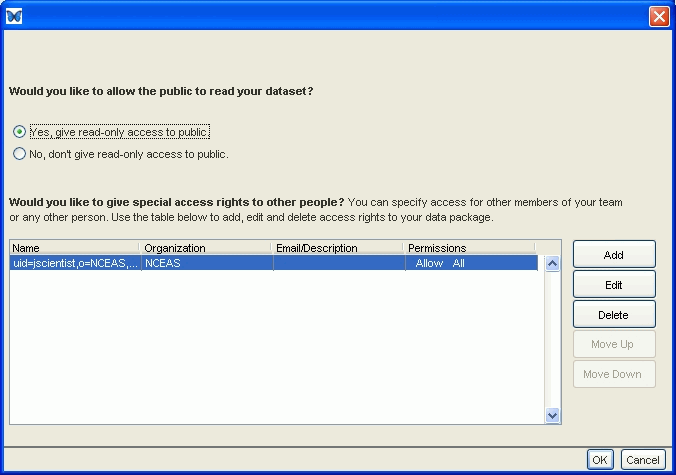 Would you like to allow the public to read your dataset?
Yes, give read-only access to public.
No, don't give read-only access to public.
Would you like to give special access rights to other people? You can specify access for other members of your team
or any other person. Use the table below to add, edit and delete access rights to your data package.
Name Organization Email/Description Permissions
uid=jscientist,o=NCEAS,... NCEAS Allow All
Add
Edit
Delete
Move Up
Move Down
OK Cancel